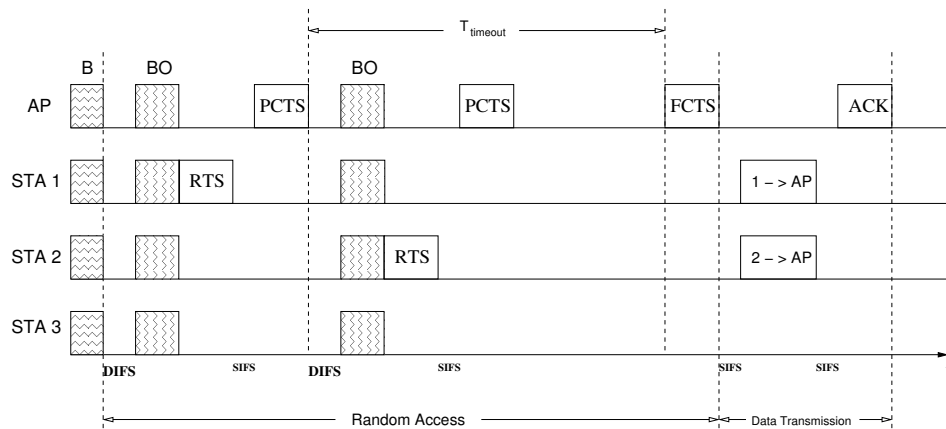 T timeout
B BO BO
AP PCTS PCTS FCTS ACK
STA 1 RTS 1 − > AP
STA 2 RTS 2 − > AP
STA 3
DIFS SIFS DIFS SIFS SIFS SIFS
Random Access Data Transmission